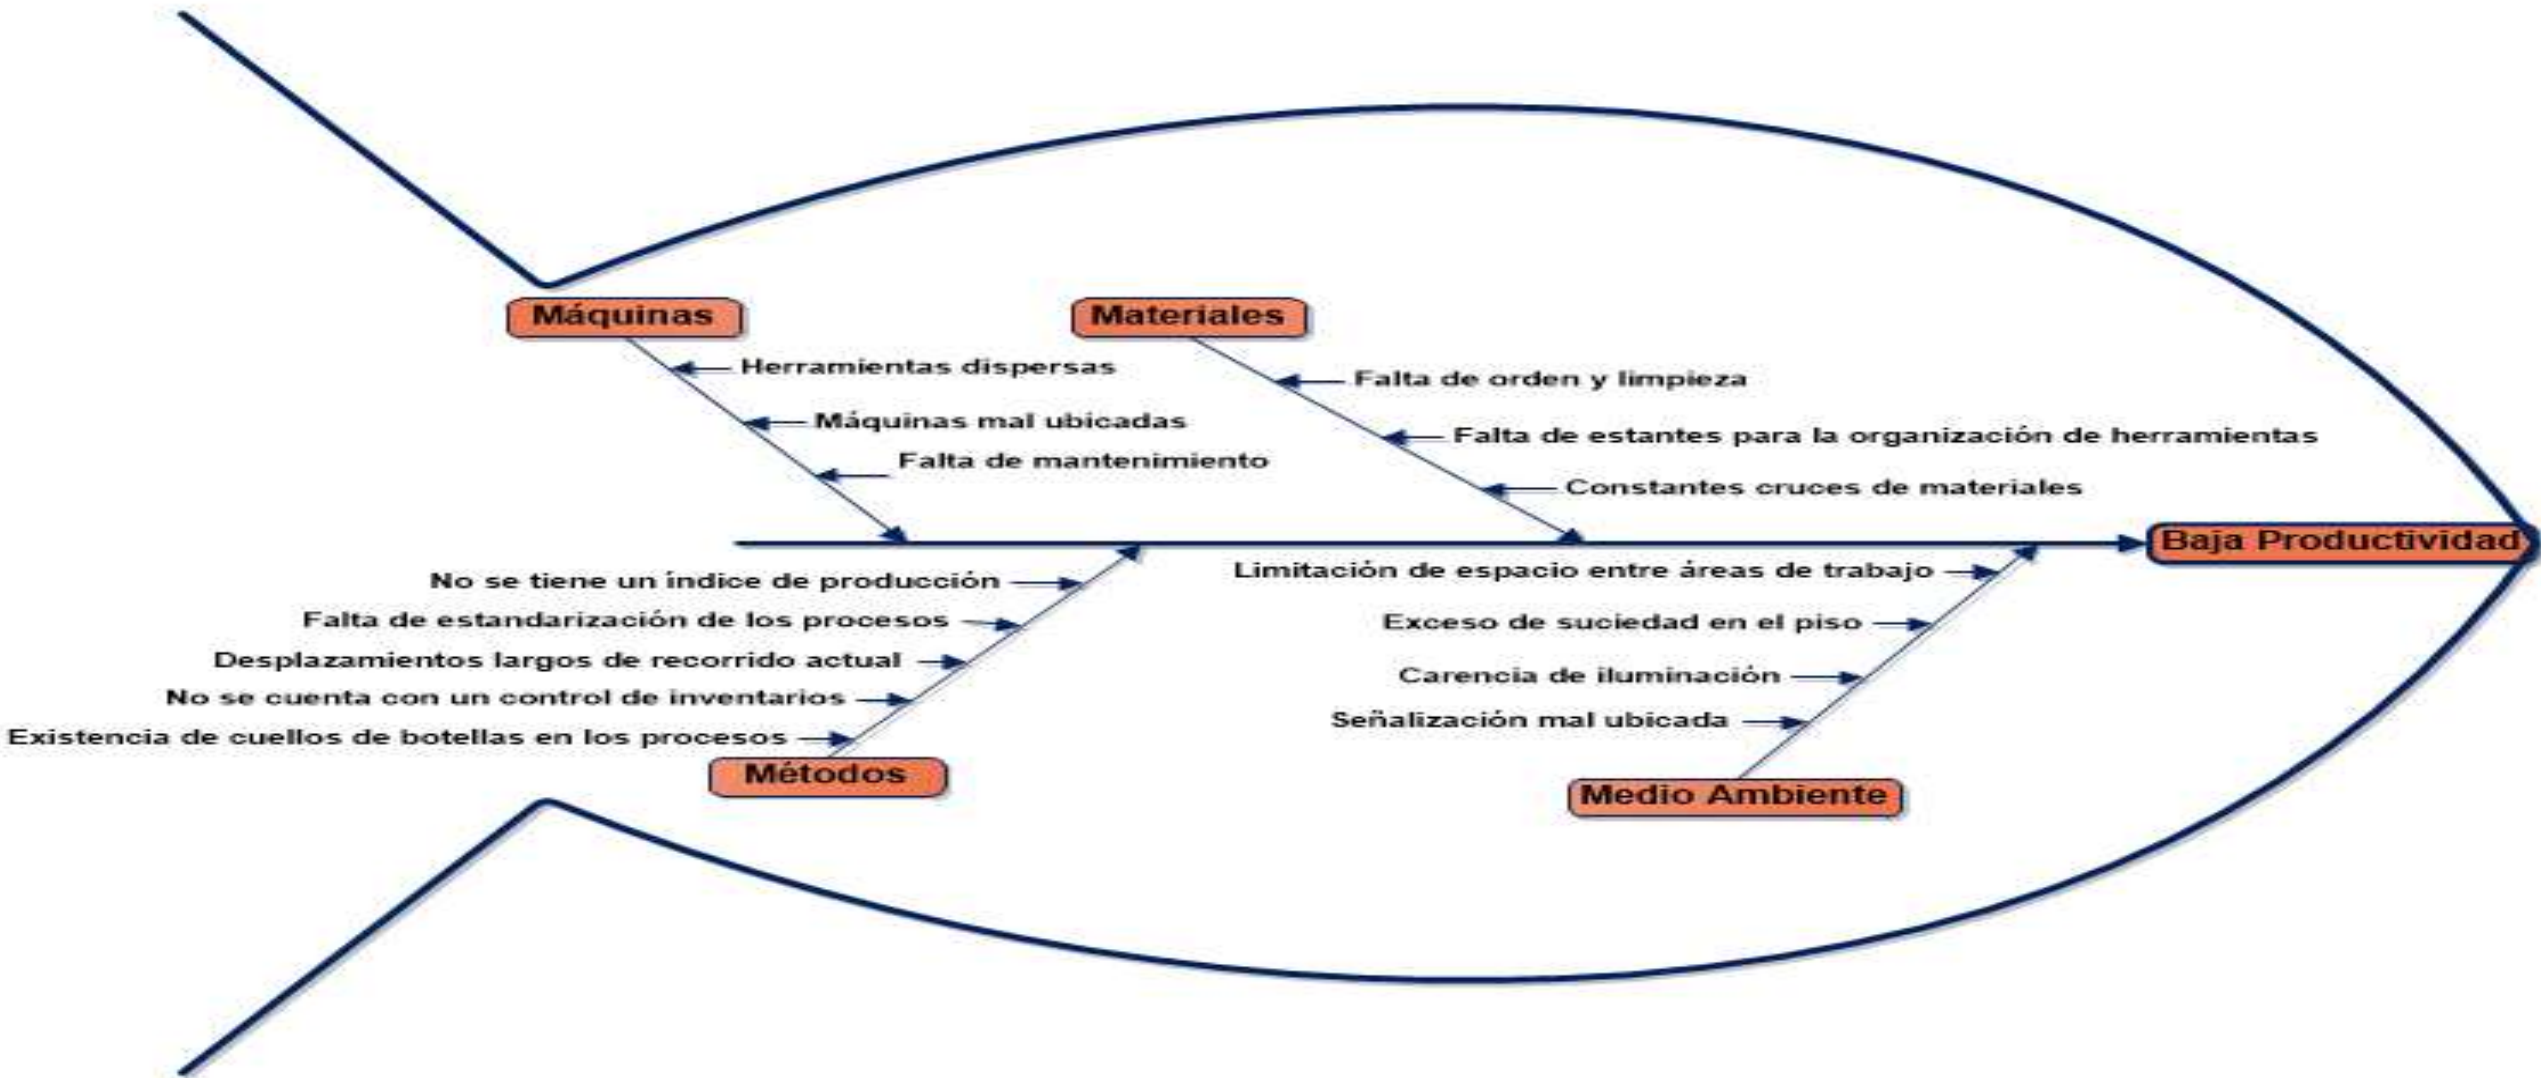 Máquinas
Materiales
Herramientas dispersas
Falta de orden y limpieza
Máquinas mal ubicadas
Falta de estantes para la organización de herramientas
Falta de mantenimiento
Constantes cruces de materiales
Baja Productividad
No se tiene un índice de producción
Limitación de espacio entre áreas de trabajo
Falta de estandarización de los procesos
Exceso de suciedad en el piso
Desplazamientos largos de recorrido actual
Carencia de iluminación
No se cuenta con un control de inventarios
Señalización mal ubicada
Existencia de cuellos de botellas en los procesos
Métodos
Medio Ambiente